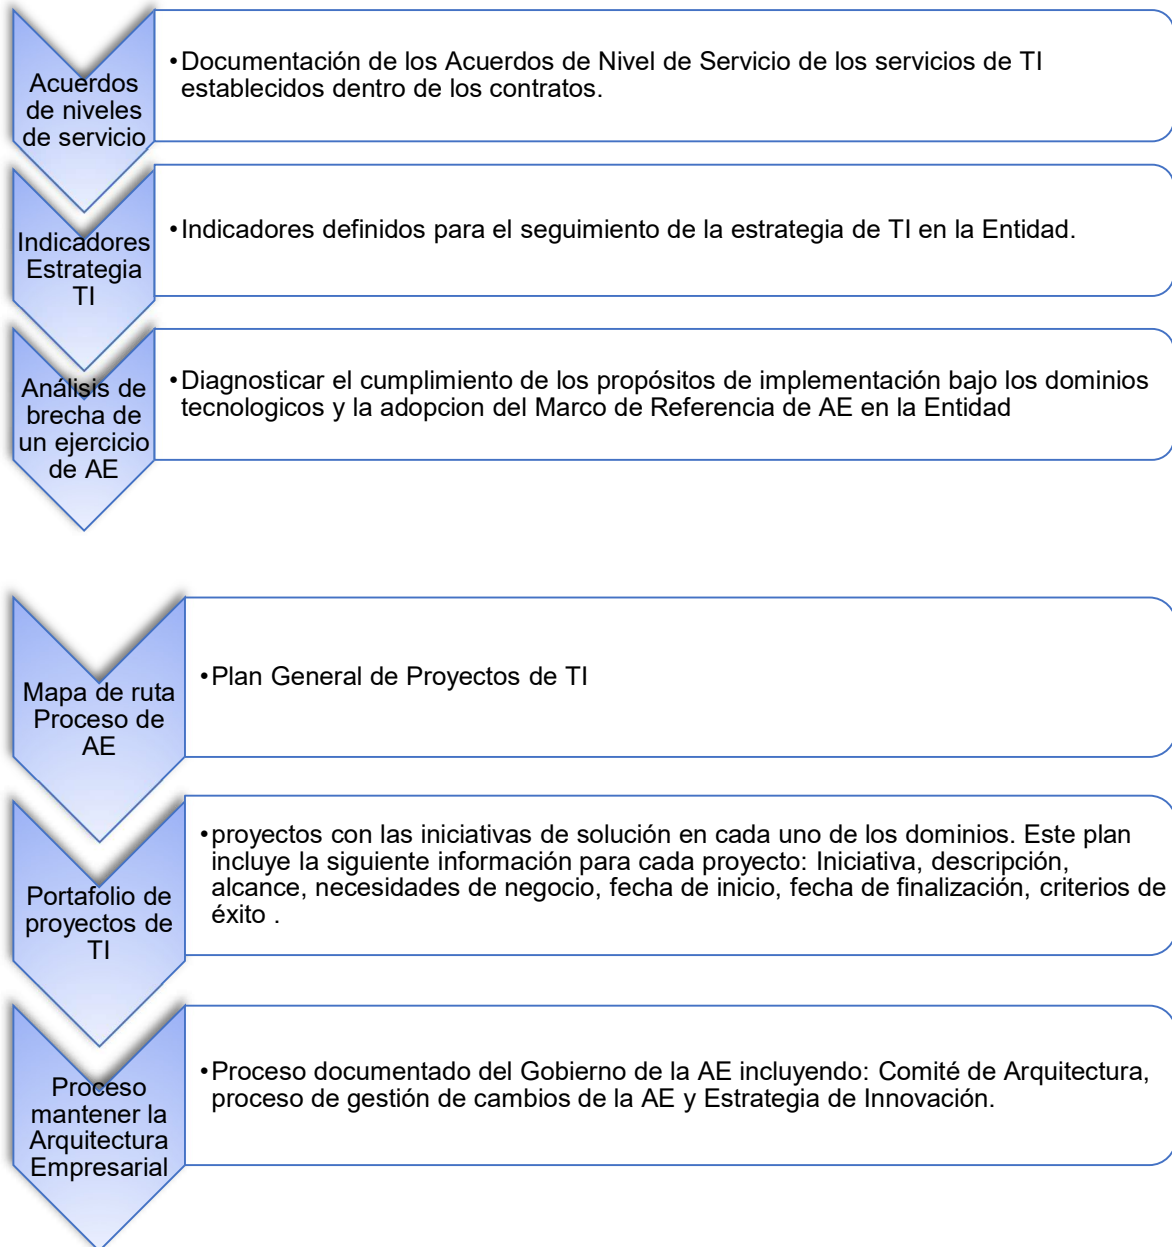 Acuerdos
de niveles
de servicio
•Documentación de los Acuerdos de Nivel de Servicio de los servicios de TI
establecidos dentro de los contratos.
Indicadores
Estrategia
TI
•Indicadores definidos para el seguimiento de la estrategia de TI en la Entidad.
Análisis de
brecha de
un ejercicio
de AE
•Diagnosticar el cumplimiento de los propósitos de implementación bajo los dominios
tecnologicos y la adopcion del Marco de Referencia de AE en la Entidad
Mapa de ruta
Proceso de
AE
•Plan General de Proyectos de TI
Portafolio de
proyectos de
TI
•proyectos con las iniciativas de solución en cada uno de los dominios. Este plan
incluye la siguiente información para cada proyecto: Iniciativa, descripción,
alcance, necesidades de negocio, fecha de inicio, fecha de finalización, criterios de
éxito .
Proceso
mantener la
Arquitectura
Empresarial
•Proceso documentado del Gobierno de la AE incluyendo: Comité de Arquitectura,
proceso de gestión de cambios de la AE y Estrategia de Innovación.